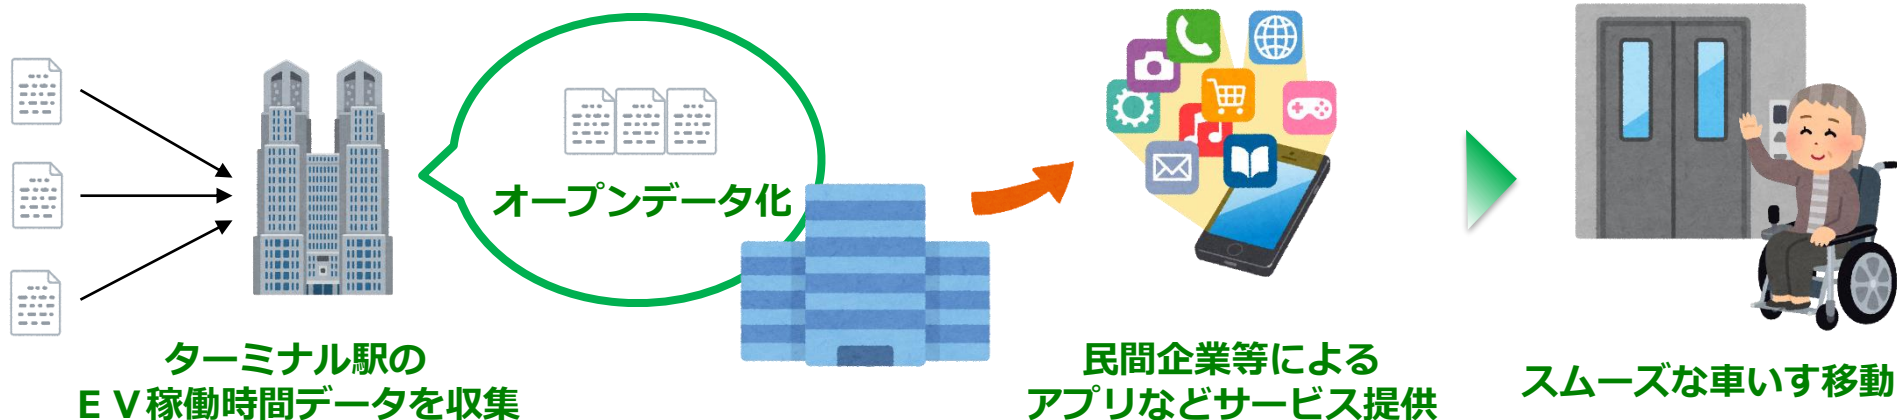 オープンデータ化
ターミナル駅の
ＥＶ稼働時間データを収集
民間企業等による
アプリなどサービス提供
スムーズな車いす移動